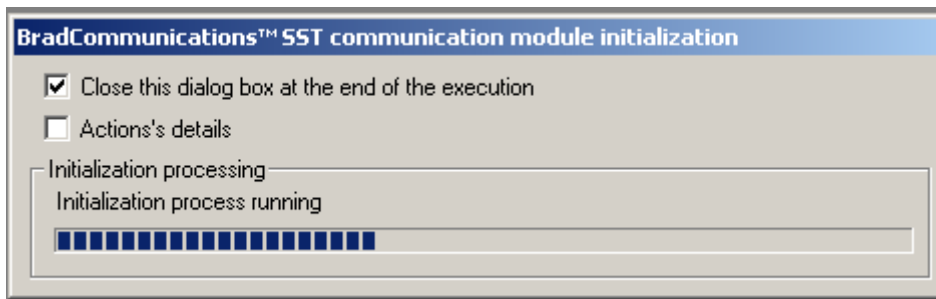 BradCommunications™ SST communication module initialization
Close this dialog box at the end of the execution
Actions's details
Initialization processing
Initialization process running